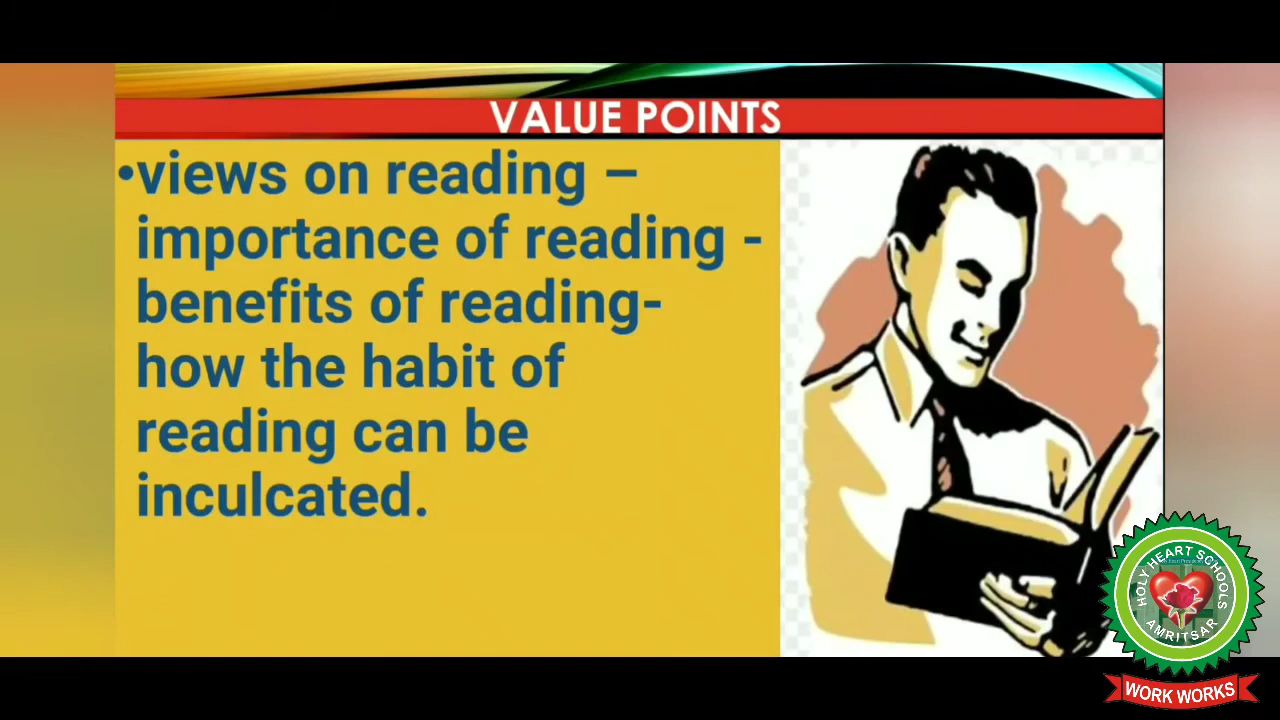 VALUE POINTS
•views on reading –
importance of reading -
benefits of reading-
how the habit of
reading can be
inculcated.
HOLY HEART SCHOOLS
AMRITSAR
WORK WORKS